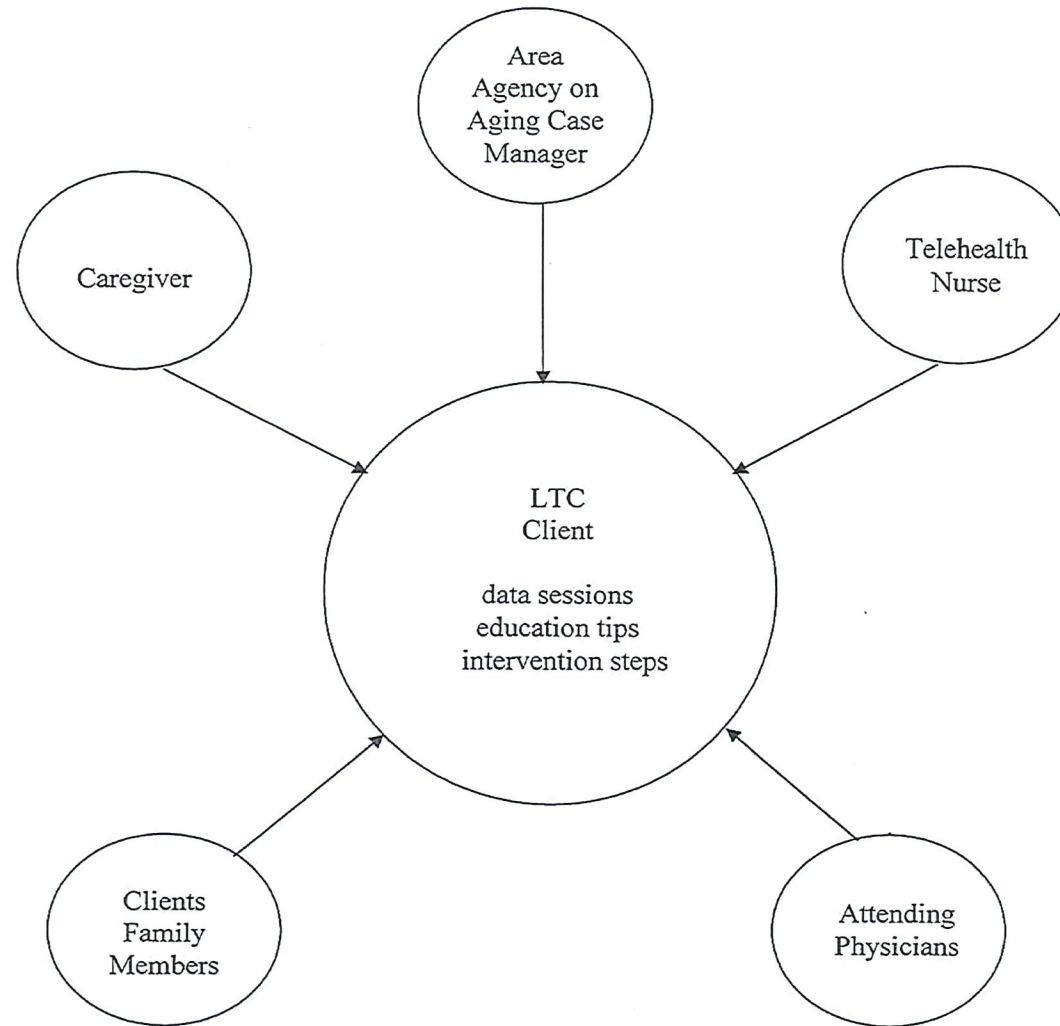 Area
Agency on
Aging Case
Manager
Caregiver
Telehealth
Nurse
LTC
Client
data sessions
education tips
intervention steps
Clients
Family
Members
Attending
Physicians